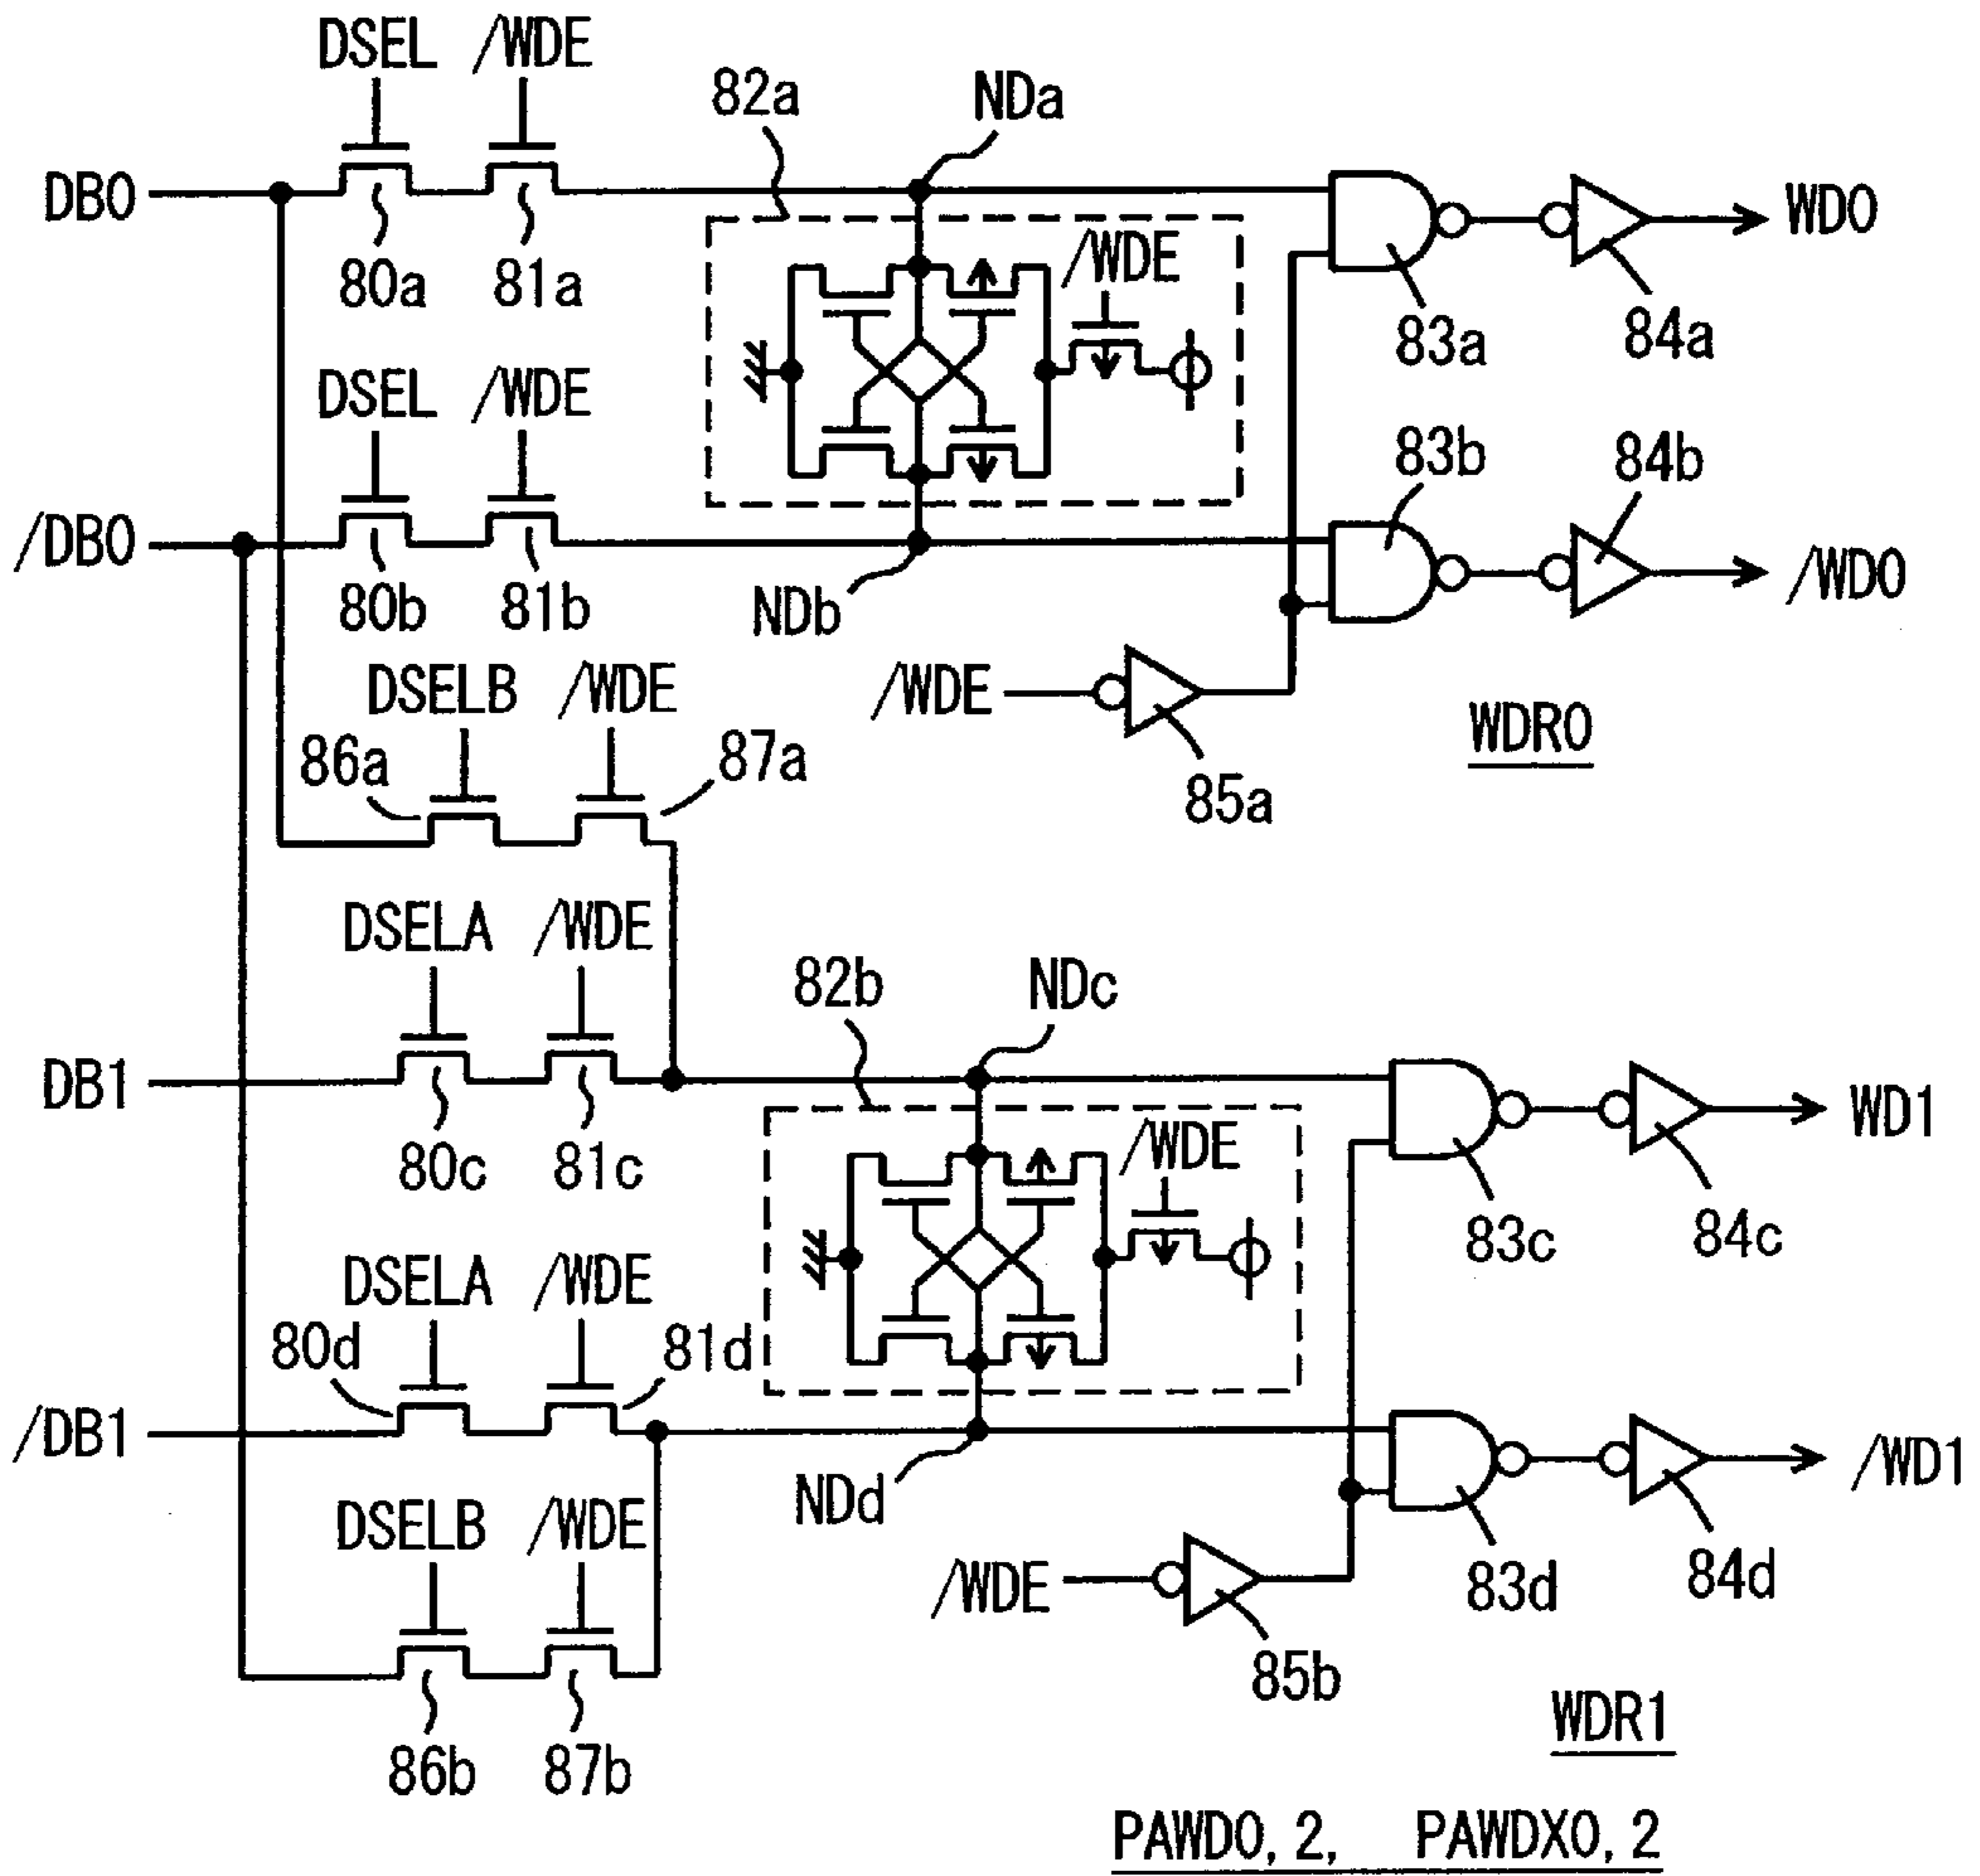 DSEL /WDE
82a
NDa
DB0
WD0
/WDE
80a 81a
83a 84a
DSEL /WDE
83b 84b
/DB0
/WD0
80b 81b
NDb
DSELB /WDE
/WDE
WDR0
86a 87a
85a
DSELA /WDE
82b
NDc
DB1
WD1
/WDE
80c 81c
83c 84c
DSELA /WDE
80d 81d
/DB1
/WD1
NDd
DSELB /WDE
/WDE
83d 84d
85b
WDR1
86b 87b
PAWD0, 2, PAWDX0, 2